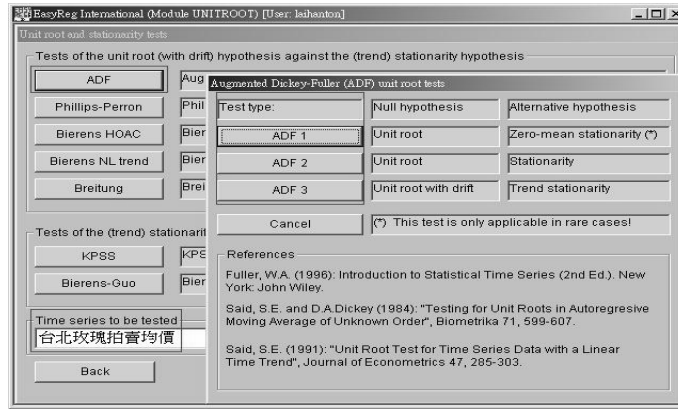 EasyReg International (Module UNITROOT) [User: laihanton]
Unit root and stationarity tests
Tests of the unit root (with drift) hypothesis against the (trend) stationarity hypothesis
ADF Aug
Phillips-Perron Phil
Bierens HOAC Bier
Bierens NL trend Bier
Breitung Brei
Tests of the (trend) stationarit
KPSS KPS
Bierens-Guo Bier
Time series to be tested
台北玫瑰拍賣均價
Back
Augmented Dickey-Fuller (ADF) unit root tests
Test type: Null hypothesis Alternative hypothesis
ADF 1 Unit root Zero-mean stationarity (*)
ADF 2 Unit root Stationarity
ADF 3 Unit root with drift Trend stationarity
Cancel (*) This test is only applicable in rare cases!
References
Fuller, W.A. (1996): Introduction to Statistical Time Series (2nd Ed.). New
York: John Wiley.
Said, S.E. and D.A.Dickey (1984): "Testing for Unit Roots in Autoregresive
Moving Average of Unknown Order", Biometrika 71, 599-607.
Said, S.E. (1991): "Unit Root Test for Time Series Data with a Linear
Time Trend", Journal of Econometrics 47, 285-303.